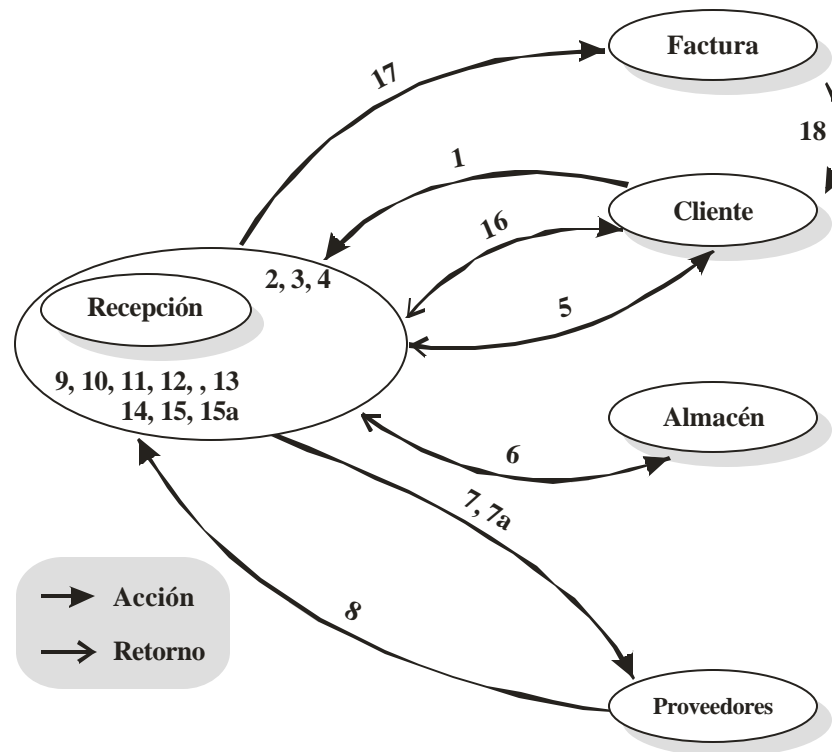 Factura
17
18
1
Cliente
16
2, 3, 4
Recepción
5
9, 10, 11, 12, , 13
14, 15, 15a
Almacén
6
7, 7a
Acción
8
Retorno
Proveedores